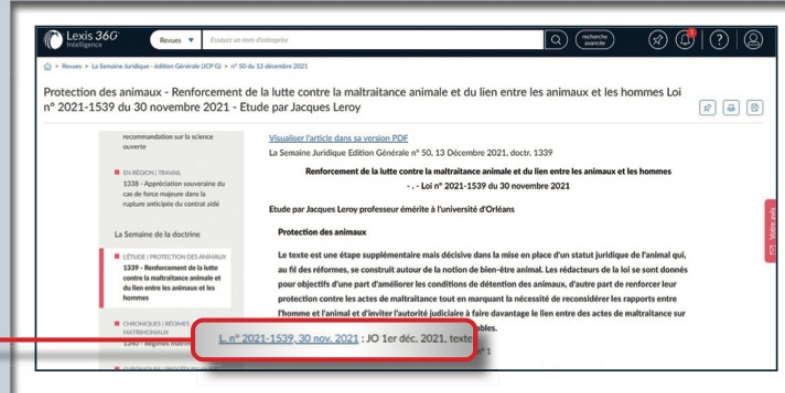 Lexis 360
Intelligence
Revues
Essayez un nom d'entreprise
recherche
avancée
?
Revues > La Semaine Juridique - édition Générale (JCP G) > n° 50 du 13 décembre 2021
Protection des animaux - Renforcement de la lutte contre la maltraitance animale et du lien entre les animaux et les hommes Loi
n° 2021-1539 du 30 novembre 2021 - Etude par Jacques Leroy
recommandation sur la science
ouverte
EN RÉGION | TRAVAIL
1338 - Appréciation souveraine du
cas de force majeure dans la
rupture anticipée du contrat aidé
La Semaine de la doctrine
L'ÉTUDE | PROTECTION DES ANIMAUX
1339 - Renforcement de la lutte
contre la maltraitance animale et
du lien entre les animaux et les
hommes
CHRONIQUES | RÉGIMES
MATRIMONIAUX
1340 - Régimes
Visualiser l'article dans sa version PDF
La Semaine Juridique Edition Générale n° 50, 13 Décembre 2021, doctr. 1339
Renforcement de la lutte contre la maltraitance animale et du lien entre les animaux et les hommes
- . - Loi n° 2021-1539 du 30 novembre 2021
Etude par Jacques Leroy professeur émérite à l'université d'Orléans
Protection des animaux
Le texte est une étape supplémentaire mais décisive dans la mise en place d'un statut juridique de l'animal qui,
au fil des réformes, se construit autour de la notion de bien-être animal. Les rédacteurs de la loi se sont donnés
pour objectifs d'une part d'améliorer les conditions de détention des animaux, d'autre part de renforcer leur
protection contre les actes de maltraitance tout en marquant la nécessité de reconsidérer les rapports entre
l'homme et l'animal et d'inviter l'autorité judiciaire à faire davantage le lien entre des actes de maltraitance sur
L. n° 2021-1539, 30 nov. 2021 : JO 1er déc. 2021, texte
n° 1
Votre avis